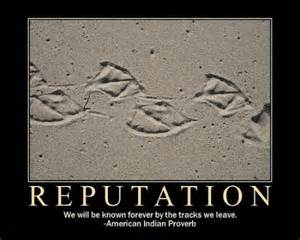 REPUTATION
We will be known forever by the tracks we leave.
-American Indian Proverb